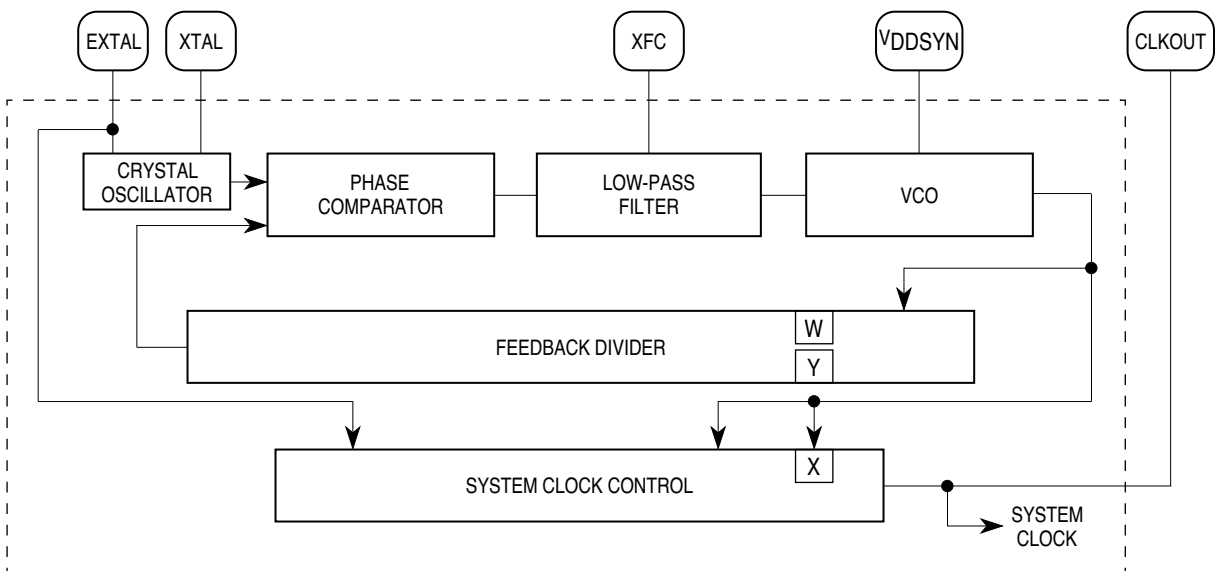 EXTAL
XTAL
XFC
VDDSYN
CLKOUT
CRYSTAL
OSCILLATOR
PHASE
COMPARATOR
LOW-PASS
FILTER
VCO
FEEDBACK DIVIDER
W
Y
SYSTEM CLOCK CONTROL
X
SYSTEM
CLOCK